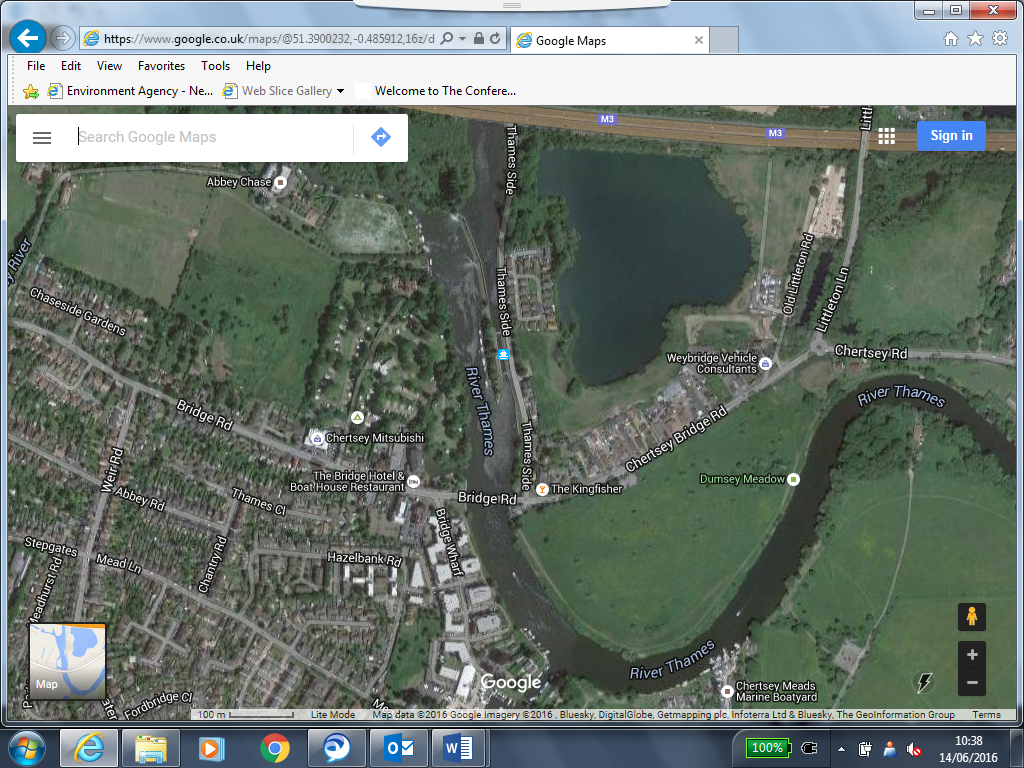 https://www.google.co.uk/maps/@51.3900232,-0.485912,16z/d
Google Maps
File Edit View Favorites Tools Help
Environment Agency - Ne...
Web Slice Gallery
Welcome to The Confere...
Search Google Maps
Sign in
M3
M3
Thames Side
Littl
Abbey Chase
y River
Chaseside Gardens
Thames Side
Old Littleton Rd
Littleton Ln
Chertsey Rd
Weybridge Vehicle
Consultants
River Thames
River Thames
Bridge Rd
Chertsey Mitsubishi
Chertsey Bridge Rd
Thames Side
Weir Rd
The Bridge Hotel &
Boat House Restaurant
The Kingfisher
Dumsey Meadow
Abbey Rd
Thames Cl
Bridge Rd
Bridge Wharf
Stepgates
Mead Ln
Chantry Rd
Hazelbank Rd
Meadhurst Rd
River Thames
Map
Google
Chertsey Meads
Marine Boatyard
Fordbridge Cl
100 m
Lite Mode
Map data ©2016 Google Imagery ©2016 , Bluesky, DigitalGlobe, Getmapping plc, Infoterra Ltd & Bluesky, The GeoInformation Group
Terms
100%
10:38
14/06/2016